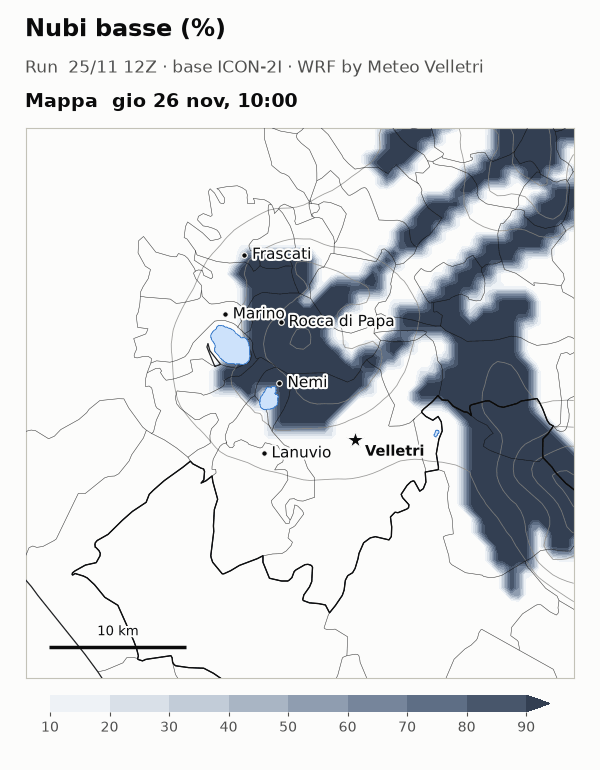 Nubi basse (%)
Run  25/11 12Z · base ICON-2I · WRF by Meteo Velletri
Mappa  gio 26 nov, 10:00
Frascati
Marino
Rocca di Papa
Nemi
Velletri
Lanuvio
10 km
10 20 30 40 50 60 70 80 90